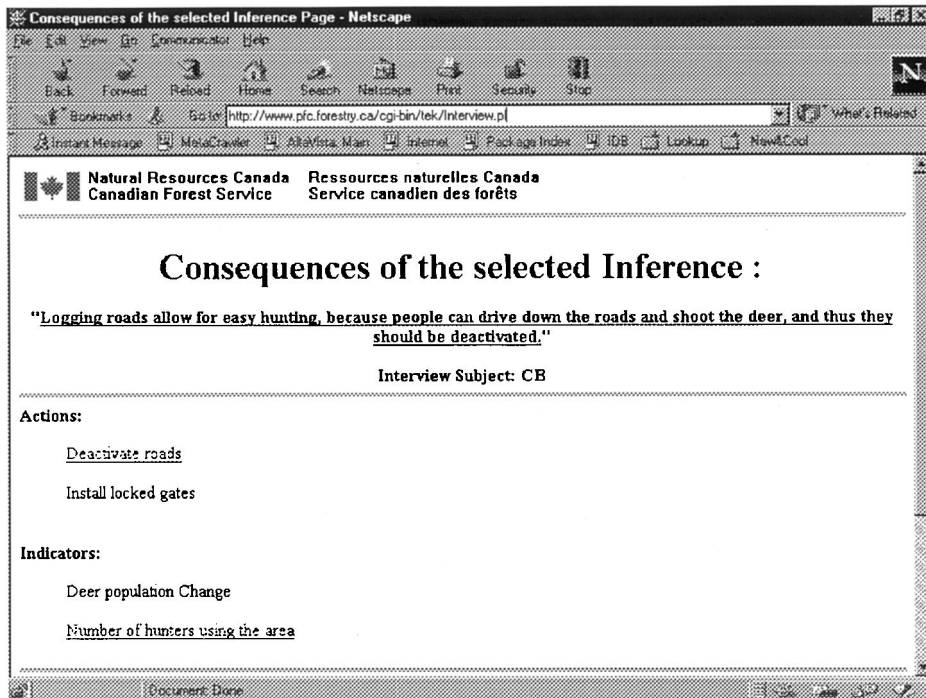 Consequences of the selected Inference Page - Netscape
File Edit View Go Communicator Help
Back Forward Reload Home Search Netscape Print Security Stop
N
Bookmarks Go to: http://www.pfc.forestry.ca/cgi-bin/tek/Interview.pl What's Related
Instant Message MetaCrawler AltaVista: Main internet Package Index IDB Lookup New&Cool
Natural Resources Canada Ressources naturelles Canada
Canadian Forest Service Service canadien des forêts
Consequences of the selected Inference :
"Logging roads allow for easy hunting, because people can drive down the roads and shoot the deer, and thus they
should be deactivated."
Interview Subject: CB
Actions:
Deactivate roads
Install locked gates
Indicators:
Deer population Change
Number of hunters using the area
Document: Done